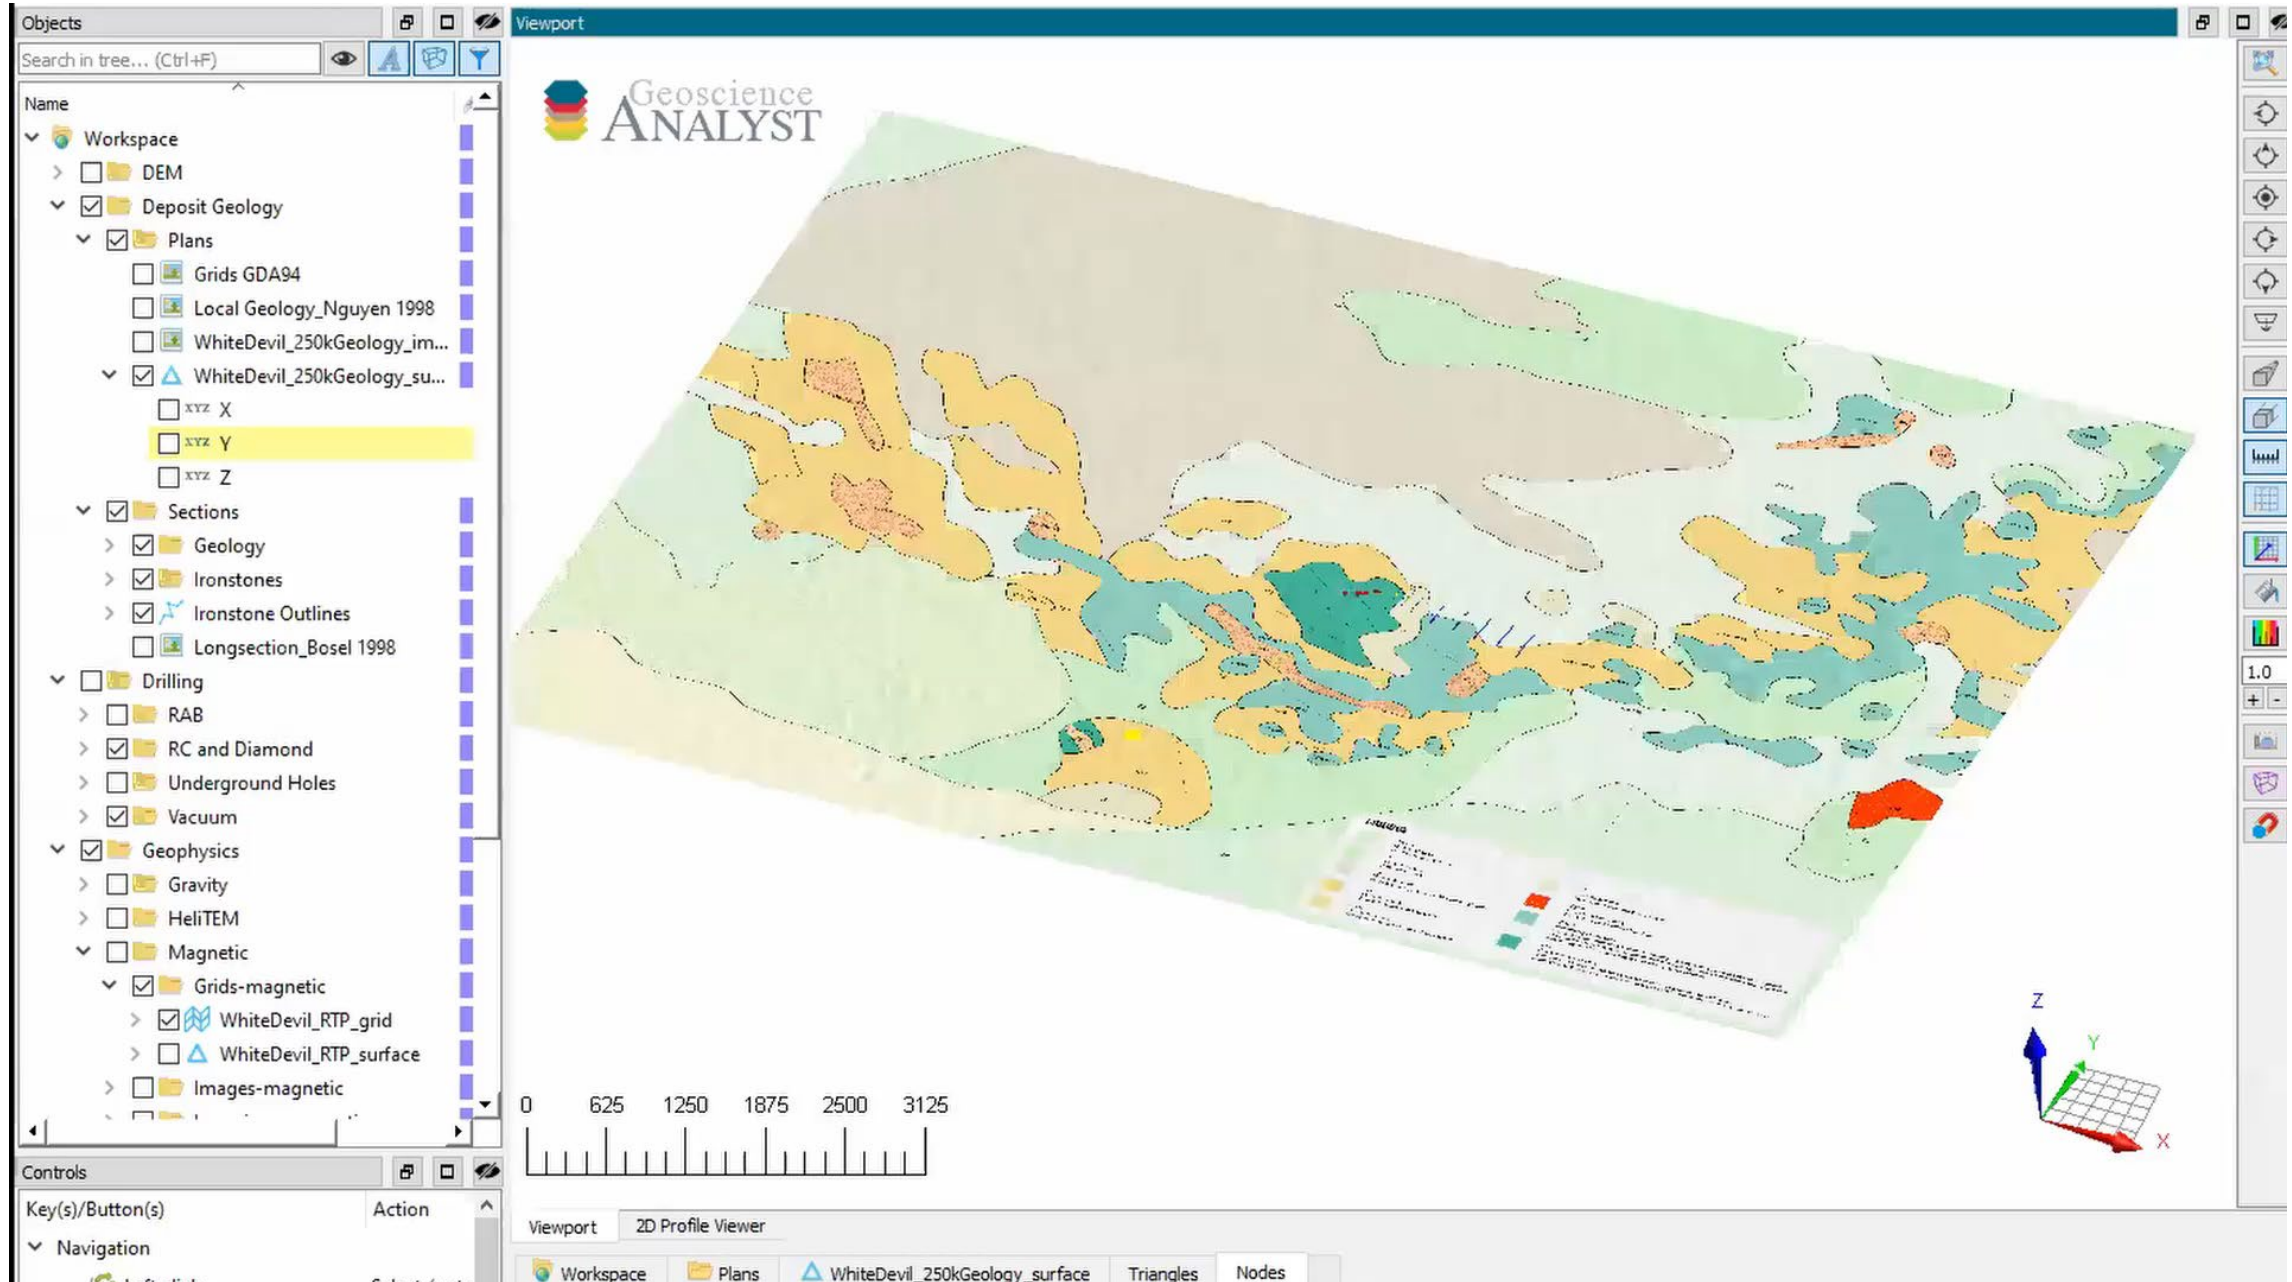 Objects
Search in tree... (Ctrl+F)
Name
Workspace
DEM
Deposit Geology
Plans
Grids GDA94
Local Geology_Nguyen 1998
WhiteDevil_250kGeology_im...
WhiteDevil_250kGeology_su...
XYZ X
XYZ Y
XYZ Z
Sections
Geology
Ironstones
Ironstone Outlines
Longsection_Bosel 1998
Drilling
RAB
RC and Diamond
Underground Holes
Vacuum
Geophysics
Gravity
HeliTEM
Magnetic
Grids-magnetic
WhiteDevil_RTP_grid
WhiteDevil_RTP_surface
Images-magnetic
Controls
Key(s)/Button(s) Action
Navigation
Viewport
Geoscience
ANALYST
0 625 1250 1875 2500 3125
Z
Y
X
1.0
+ -
Viewport 2D Profile Viewer
Workspace Plans WhiteDevil_250kGeology_surface Triangles Nodes